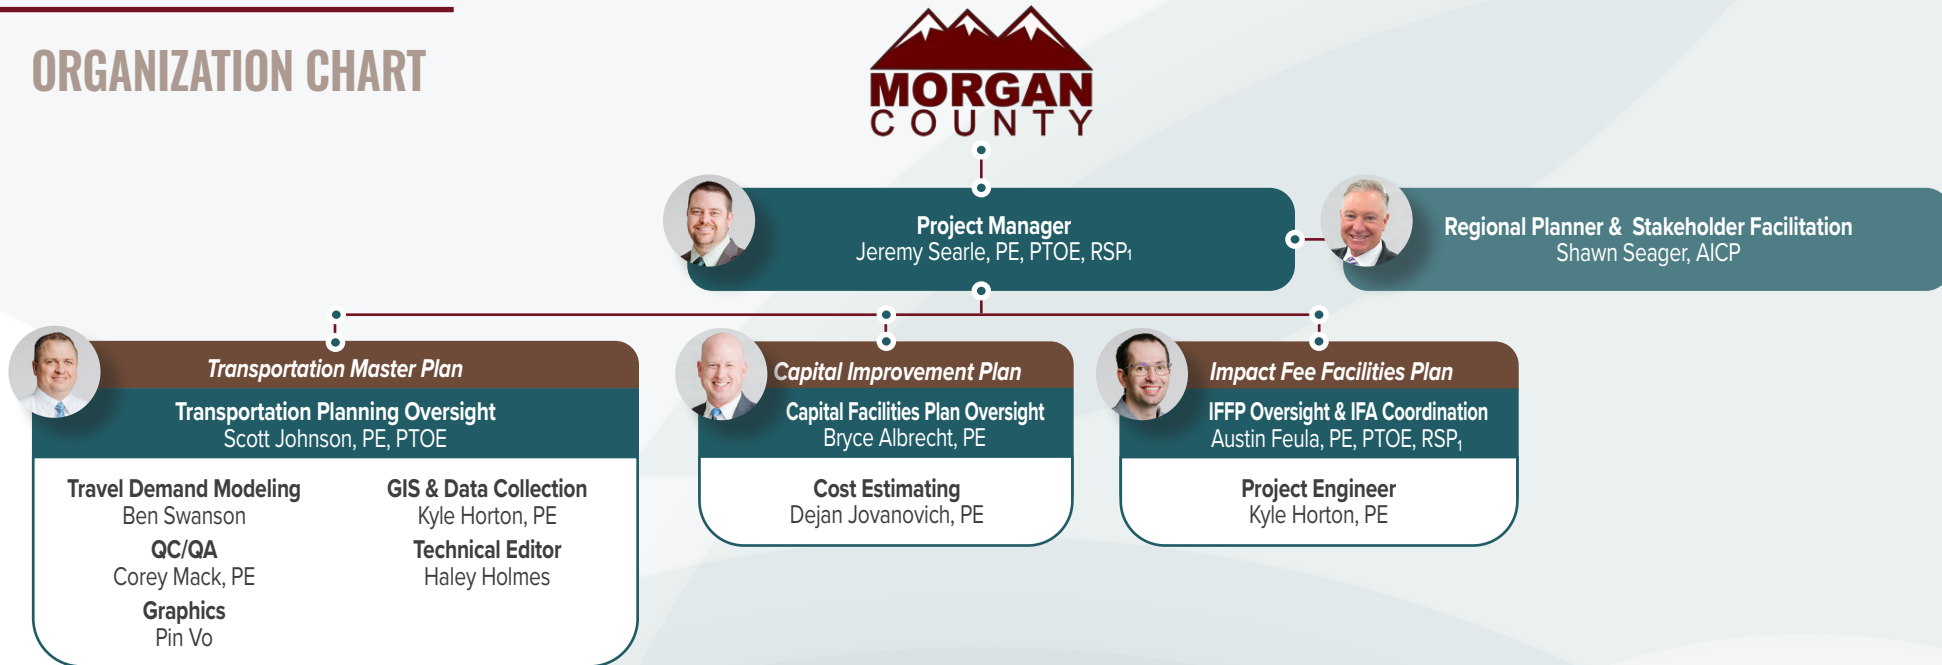 ORGANIZATION CHART
MORGAN
COUNTY
Project Manager
Jeremy Searle, PE, PTOE, RSP1
Regional Planner & Stakeholder Facilitation
Shawn Seager, AICP
Transportation Master Plan
Transportation Planning Oversight
Scott Johnson, PE, PTOE
Travel Demand Modeling
Ben Swanson
QC/QA
Corey Mack, PE
Graphics
Pin Vo
GIS & Data Collection
Kyle Horton, PE
Technical Editor
Haley Holmes
Capital Improvement Plan
Capital Facilities Plan Oversight
Bryce Albrecht, PE
Cost Estimating
Dejan Jovanovich, PE
Impact Fee Facilities Plan
IFFP Oversight & IFA Coordination
Austin Feula, PE, PTOE, RSP₁
Project Engineer
Kyle Horton, PE